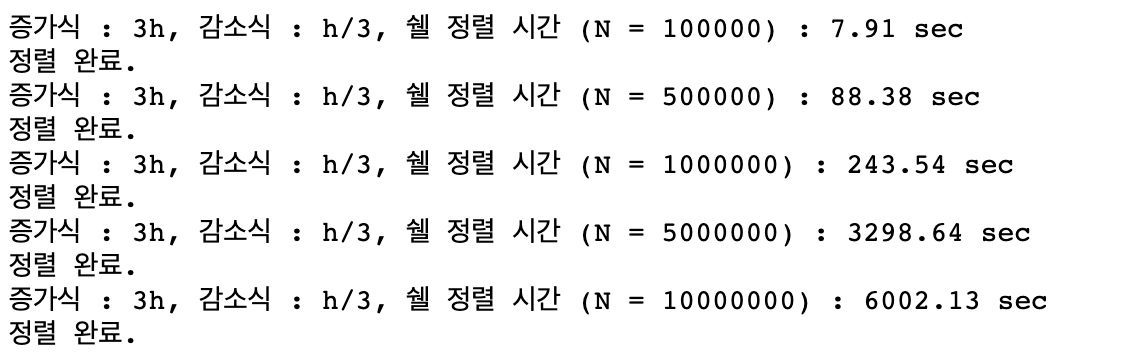 증가식 : 3h, 감소식 : h/3, 쉘 정렬 시간 (N = 100000) : 7.91 sec
정렬 완료.
증가식 : 3h, 감소식 : h/3, 쉘 정렬 시간 (N = 500000) : 88.38 sec
정렬 완료.
증가식 : 3h, 감소식 : h/3, 쉘 정렬 시간 (N = 1000000) : 243.54 sec
정렬 완료.
증가식 : 3h, 감소식 : h/3, 쉘 정렬 시간 (N = 5000000) : 3298.64 sec
정렬 완료.
증가식 : 3h, 감소식 : h/3, 쉘 정렬 시간 (N = 10000000) : 6002.13 sec
정렬 완료.